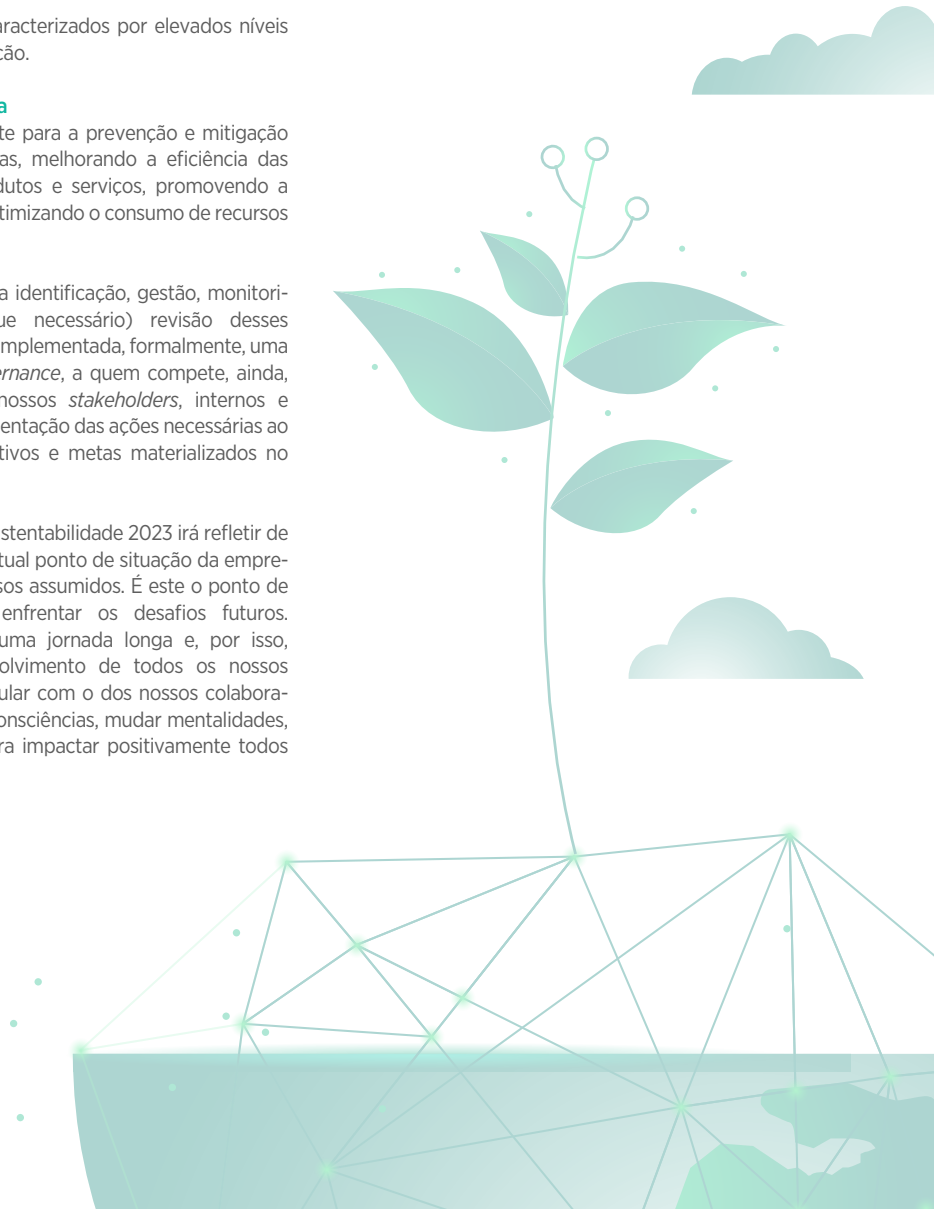 aracterizados por elevados níveis
ção.
a
te para a prevenção e mitigação
as, melhorando a eficiência das
dutos e serviços, promovendo a
timizando o consumo de recursos
a identificação, gestão, monitori-
ue necessário) revisão desses
mplementada, formalmente, uma
ernance, a quem compete, ainda,
nossos stakeholders, internos e
entação das ações necessárias ao
tivos e metas materializados no
stentabilidade 2023 irá refletir de
tual ponto de situação da empre-
sos assumidos. É este o ponto de
enfrentar os desafios futuros.
uma jornada longa e, por isso,
olvimento de todos os nossos
ular com o dos nossos colabora-
onsciências, mudar mentalidades,
ra impactar positivamente todos